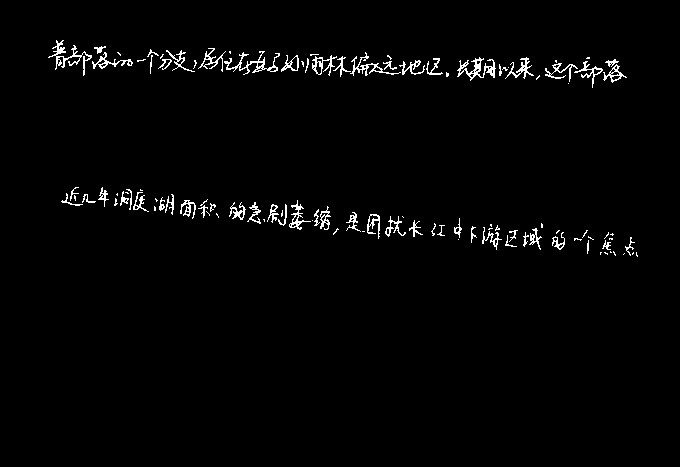 普部落的一个分支，居住在亚马孙雨林偏远地区。长期以来，这个部落
近几年洞庭湖面积的急剧萎缩，是困扰长江中下游区域的一个焦点